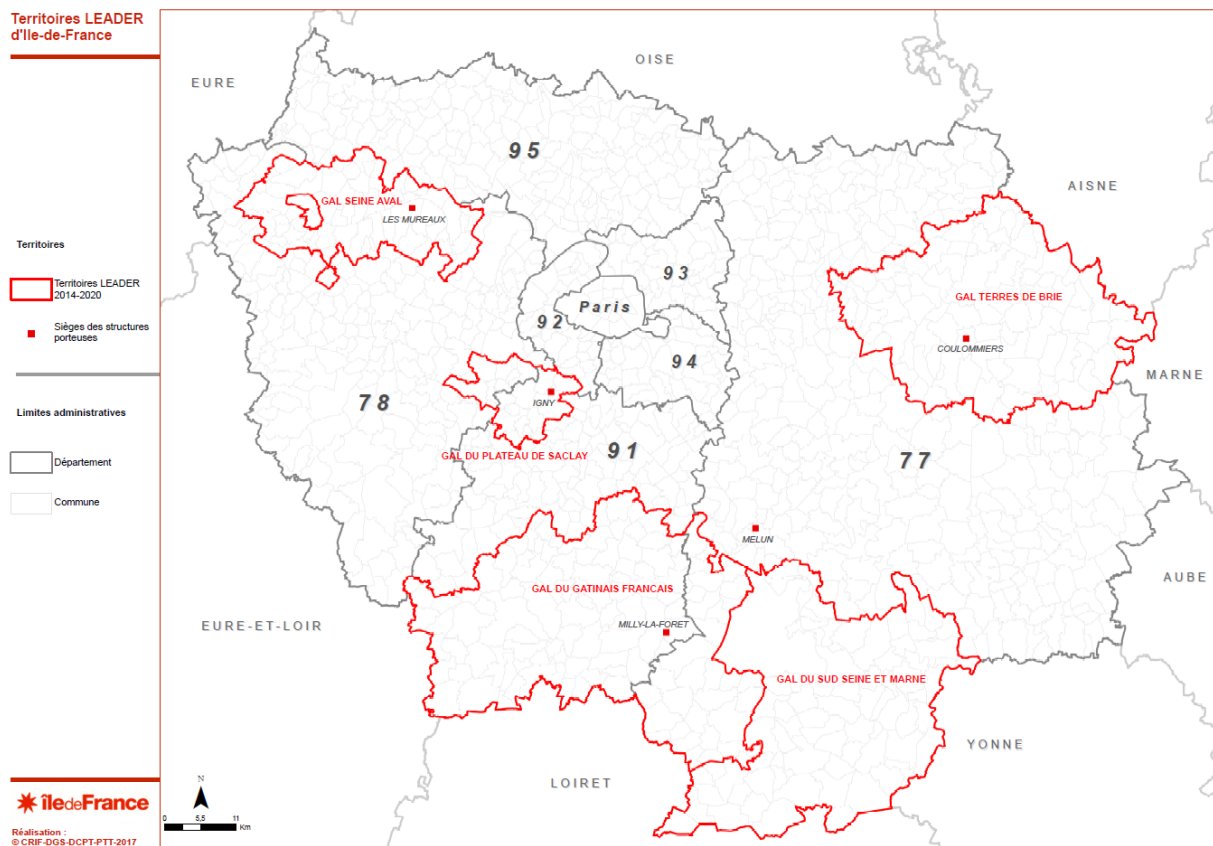 Territoires LEADER
d'Ile-de-France
Territoires
Territoires LEADER
2014-2020
Sièges des structures
porteuses
Limites administratives
Département
Commune
îledeFrance
Réalisation :
© CRIF-DGS-DCPT-PTT-2017
OISE
EURE
95
AISNE
GAL SEINE AVAL
LES MUREAUX
93
GAL TERRES DE BRIE
Paris
92
COULOMMIERS
94
MARNE
78
IGNY
91
GAL DU PLATEAU DE SACLAY
77
MELUN
AUBE
GAL DU GATINAIS FRANCAIS
EURE-ET-LOIR
MILLY-LA-FORET
GAL DU SUD SEINE ET MARNE
YONNE
LOIRET
N
0 5,5 11
Km